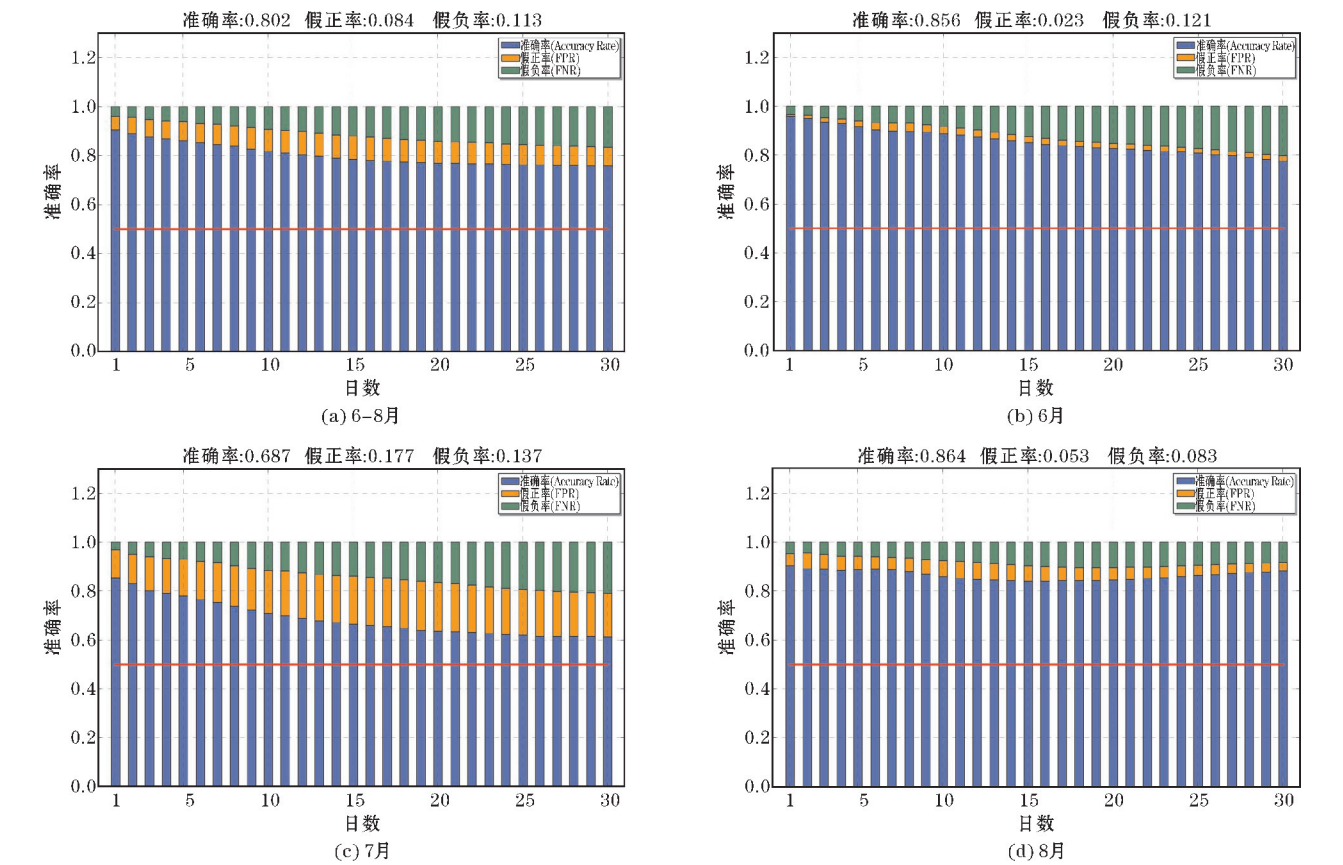 准确率:0.802 假正率:0.084 假负率:0.113
准确率(Accuracy Rate)
假正率(FPR)
假负率(FNR)
1.2
1.0
0.8
0.6
0.4
0.2
0.0
准确率
1 5 10 15 20 25 30
日数
(a) 6-8月
准确率:0.856 假正率:0.023 假负率:0.121
准确率(Accuracy Rate)
假正率(FPR)
假负率(FNR)
1.2
1.0
0.8
0.6
0.4
0.2
0.0
准确率
1 5 10 15 20 25 30
日数
(b) 6月
准确率:0.687 假正率:0.177 假负率:0.137
准确率(Accuracy Rate)
假正率(FPR)
假负率(FNR)
1.2
1.0
0.8
0.6
0.4
0.2
0.0
准确率
1 5 10 15 20 25 30
日数
(c) 7月
准确率:0.864 假正率:0.053 假负率:0.083
准确率(Accuracy Rate)
假正率(FPR)
假负率(FNR)
1.2
1.0
0.8
0.6
0.4
0.2
0.0
准确率
1 5 10 15 20 25 30
日数
(d) 8月